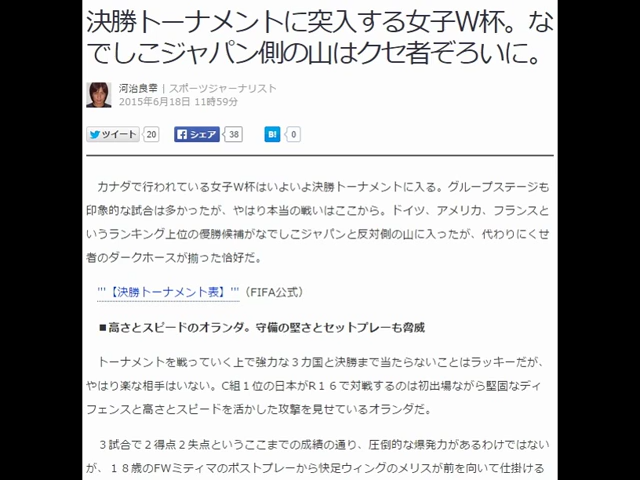 決勝トーナメントに突入する女子W杯。な
でしこジャパン側の山はクセ者ぞろいに。
河治良幸 | スポーツジャーナリスト
2015年6月18日 11時59分
ツイート 20 シェア 38 B! 0
カナダで行われている女子W杯はいよいよ決勝トーナメントに入る。グループステージも
印象的な試合は多かったが、やはり本当の戦いはここから。ドイツ、アメリカ、フランスと
いうランキング上位の優勝候補がなでしこジャパンと反対側の山に入ったが、代わりにくせ
者のダークホースが揃った恰好だ。
'''【決勝トーナメント表】'''（FIFA公式）
■高さとスピードのオランダ。守備の堅さとセットプレーも脅威
トーナメントを戦っていく上で強力な３カ国と決勝まで当たらないことはラッキーだが、
やはり楽な相手はいない。C組１位の日本がR１６で対戦するのは初出場ながら堅固なディ
フェンスと高さとスピードを活かした攻撃を見せているオランダだ。
３試合で２得点２失点というここまでの成績の通り、圧倒的な爆発力があるわけではない
が、１８歳のFWミティマのポストプレーから快足ウィングのメリスが前を向いて仕掛ける